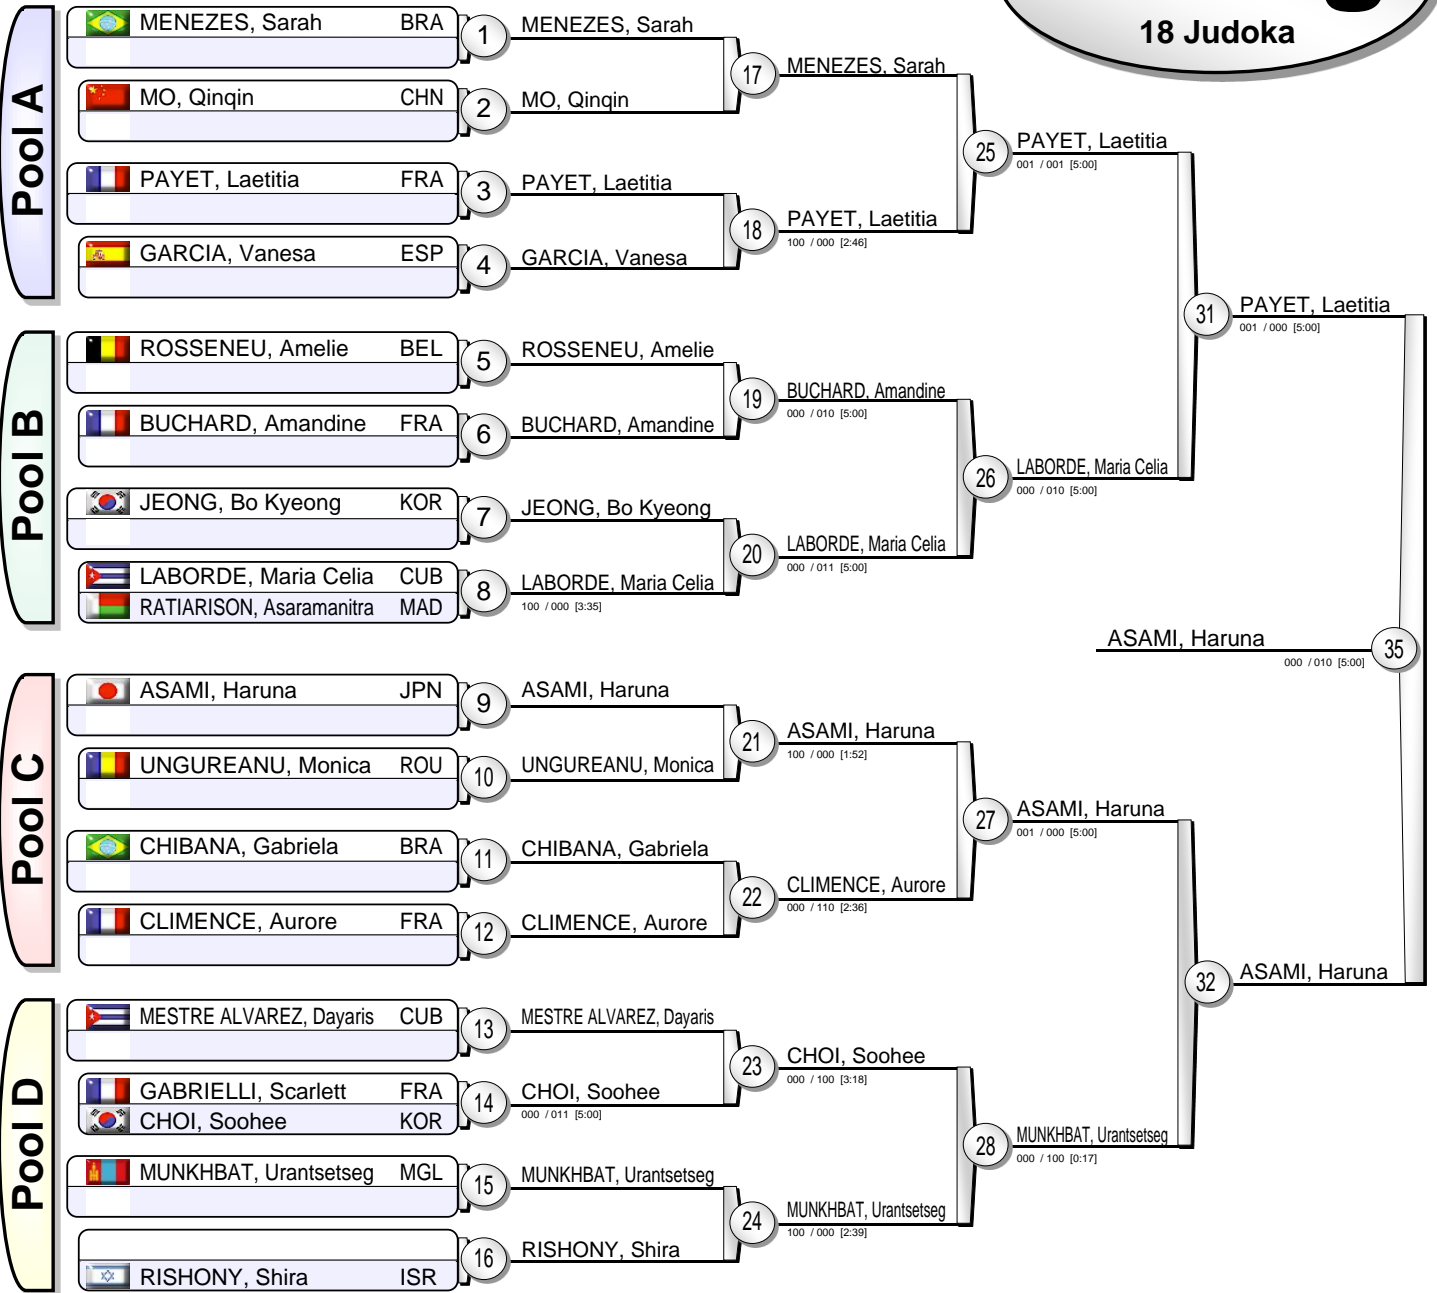 18 Judoka
Pool A
MENEZES, Sarah BRA 1 MENEZES, Sarah
17 MENEZES, Sarah
MO, Qinqin CHN 2 MO, Qinqin
25 PAYET, Laetitia
001 / 001 [5:00]
PAYET, Laetitia FRA 3 PAYET, Laetitia
18 PAYET, Laetitia
100 / 000 [2:46]
GARCIA, Vanesa ESP 4 GARCIA, Vanesa
31 PAYET, Laetitia
001 / 000 [5:00]
Pool B
ROSSENEU, Amelie BEL 5 ROSSENEU, Amelie
19 BUCHARD, Amandine
000 / 010 [5:00]
BUCHARD, Amandine FRA 6 BUCHARD, Amandine
26 LABORDE, Maria Celia
000 / 010 [5:00]
JEONG, Bo Kyeong KOR 7 JEONG, Bo Kyeong
20 LABORDE, Maria Celia
000 / 011 [5:00]
LABORDE, Maria Celia CUB 8 LABORDE, Maria Celia
RATIARISON, Asaramanitra MAD 100 / 000 [3:35]
ASAMI, Haruna 35
000 / 010 [5:00]
Pool C
ASAMI, Haruna JPN 9 ASAMI, Haruna
21 ASAMI, Haruna
100 / 000 [1:52]
UNGUREANU, Monica ROU 10 UNGUREANU, Monica
27 ASAMI, Haruna
001 / 000 [5:00]
CHIBANA, Gabriela BRA 11 CHIBANA, Gabriela
22 CLIMENCE, Aurore
000 / 110 [2:36]
CLIMENCE, Aurore FRA 12 CLIMENCE, Aurore
32 ASAMI, Haruna
Pool D
MESTRE ALVAREZ, Dayaris CUB 13 MESTRE ALVAREZ, Dayaris
23 CHOI, Soohee
000 / 100 [3:18]
GABRIELLI, Scarlett FRA 14 CHOI, Soohee
CHOI, Soohee KOR 000 / 011 [5:00]
28 MUNKHBAT, Urantsetseg
000 / 100 [0:17]
MUNKHBAT, Urantsetseg MGL 15 MUNKHBAT, Urantsetseg
24 MUNKHBAT, Urantsetseg
100 / 000 [2:39]
16 RISHONY, Shira
RISHONY, Shira ISR